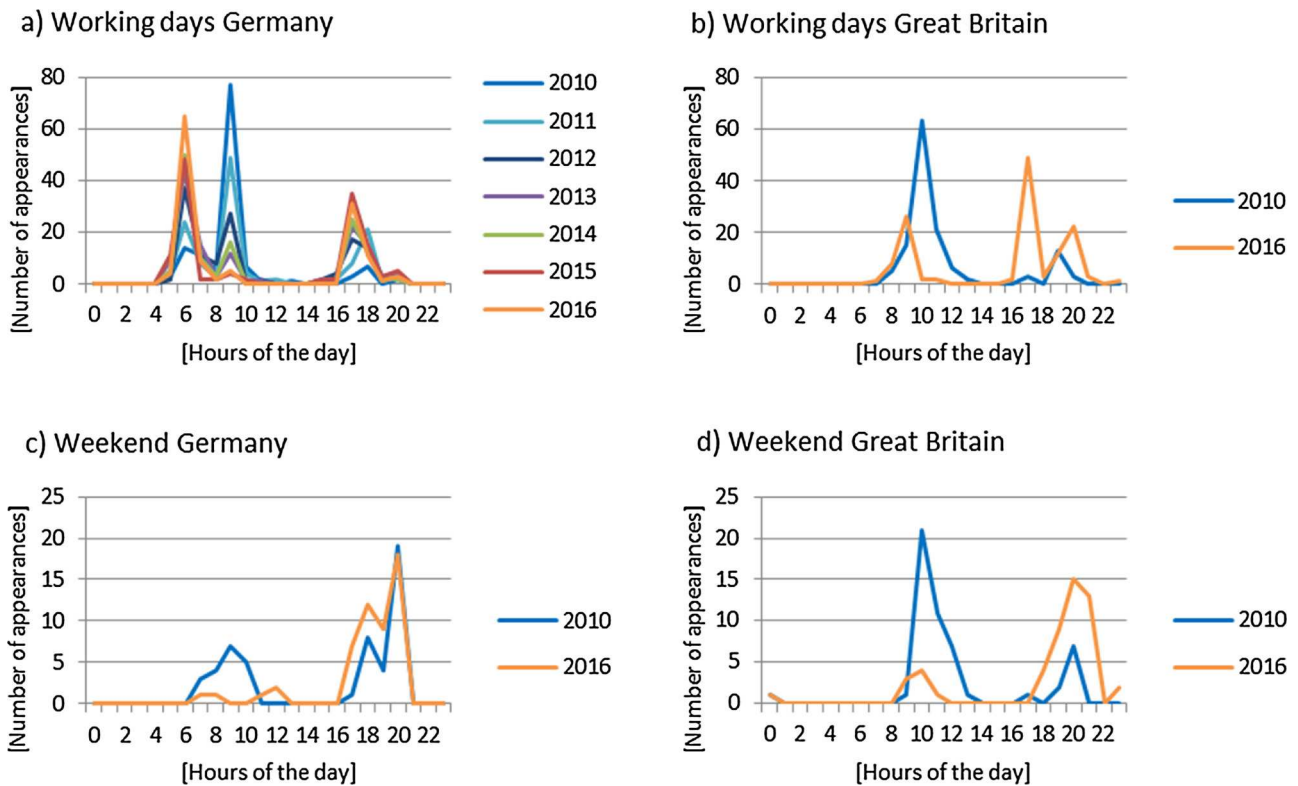 a) Working days Germany
[Number of appearances]
80
60
40
20
0
0 2 4 6 8 10 12 14 16 18 20 22
[Hours of the day]
2010
2011
2012
2013
2014
2015
2016
b) Working days Great Britain
[Number of appearances]
80
60
40
20
0
0 2 4 6 8 10 12 14 16 18 20 22
[Hours of the day]
2010
2016
c) Weekend Germany
[Number of appearances]
25
20
15
10
5
0
0 2 4 6 8 10 12 14 16 18 20 22
[Hours of the day]
2010
2016
d) Weekend Great Britain
[Number of appearances]
25
20
15
10
5
0
0 2 4 6 8 10 12 14 16 18 20 22
[Hours of the day]
2010
2016